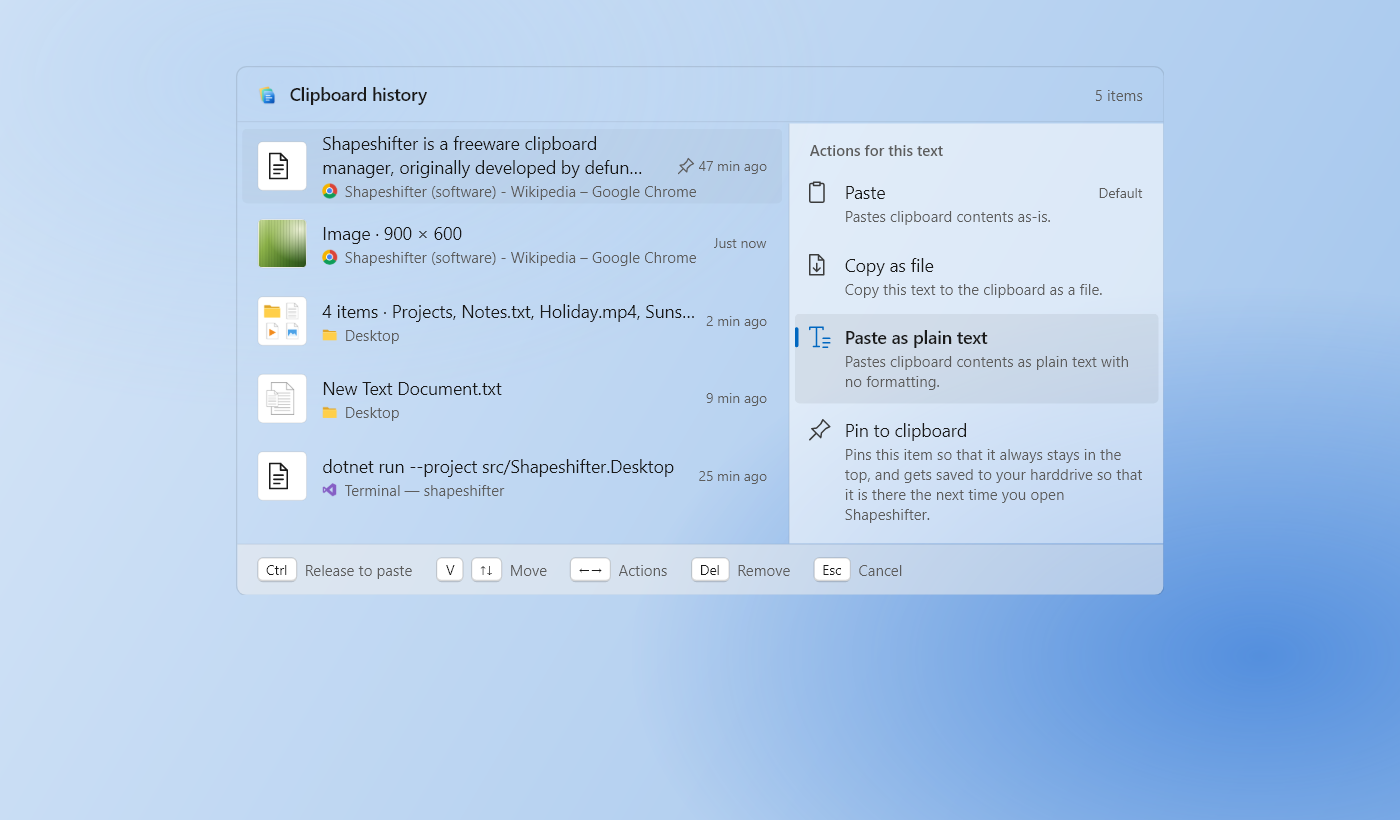 Clipboard history
5 items
Shapeshifter is a freeware clipboard
manager, originally developed by defun...
47 min ago
Shapeshifter (software) - Wikipedia – Google Chrome
Image · 900 × 600
Just now
Shapeshifter (software) - Wikipedia – Google Chrome
4 items · Projects, Notes.txt, Holiday.mp4, Suns...
2 min ago
Desktop
New Text Document.txt
9 min ago
Desktop
dotnet run --project src/Shapeshifter.Desktop
25 min ago
Terminal — shapeshifter
Actions for this text
Paste
Default
Pastes clipboard contents as-is.
Copy as file
Copy this text to the clipboard as a file.
Paste as plain text
Pastes clipboard contents as plain text with
no formatting.
Pin to clipboard
Pins this item so that it always stays in the
top, and gets saved to your harddrive so that
it is there the next time you open
Shapeshifter.
Ctrl Release to paste V ↑↓ Move ←→ Actions Del Remove Esc Cancel